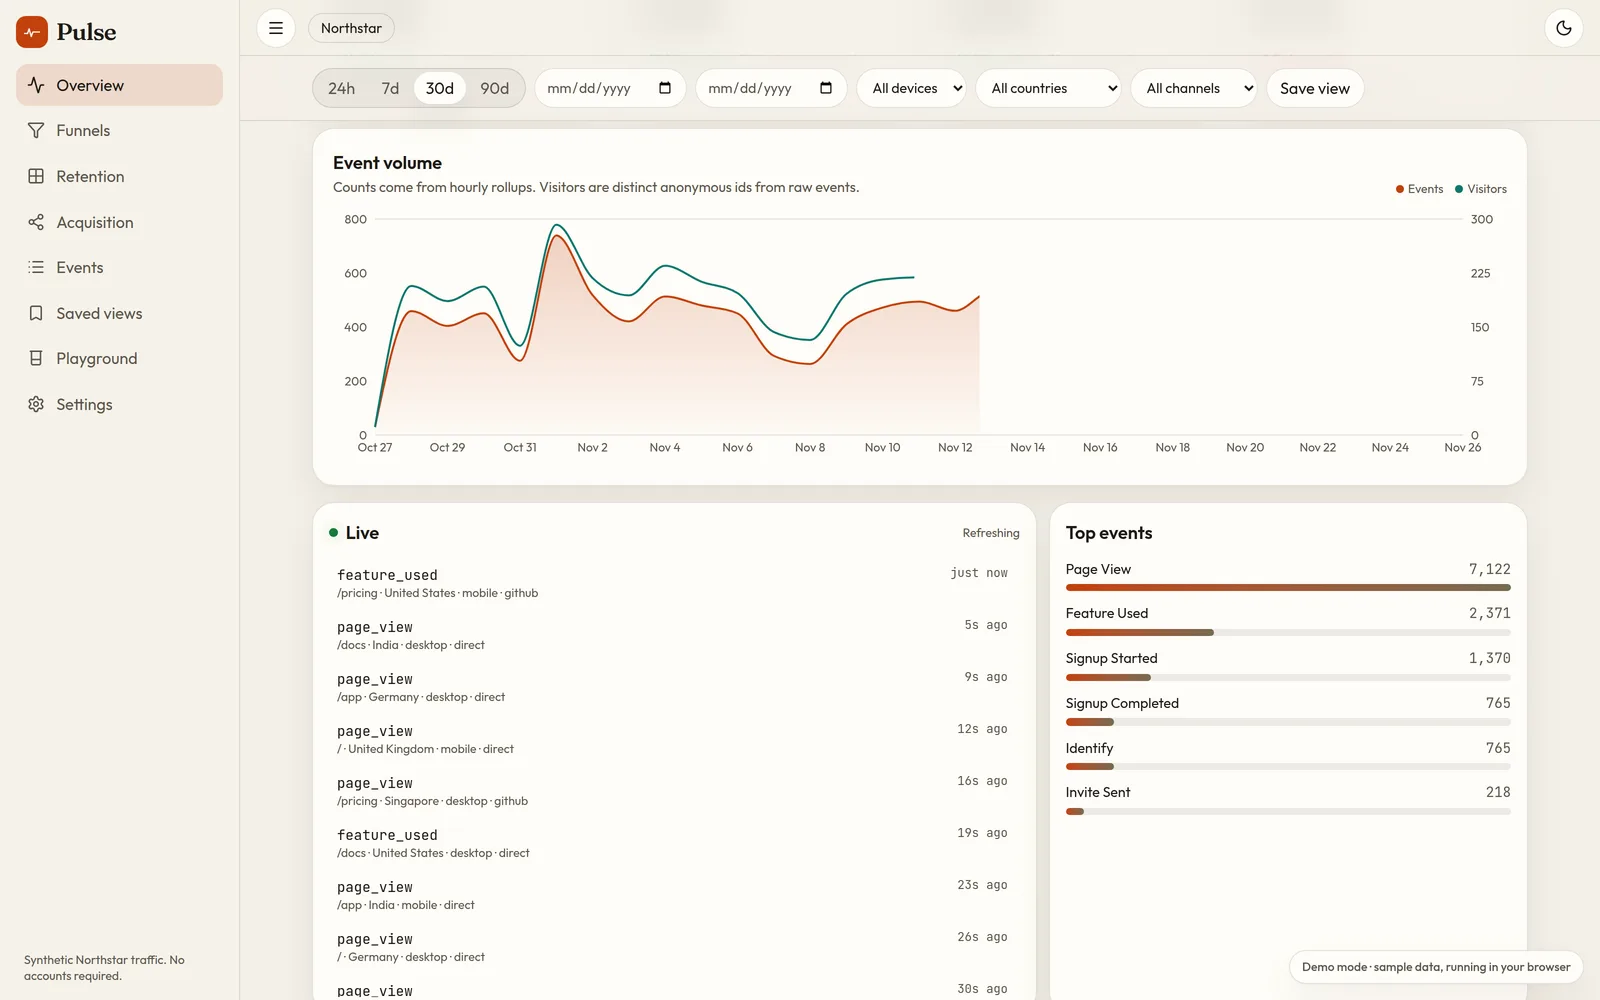 Pulse
Northstar
Overview
Funnels
Retention
Acquisition
Events
Saved views
Playground
Settings
Synthetic Northstar traffic. No
accounts required.
24h 7d 30d 90d mm/dd/yyyy mm/dd/yyyy All devices All countries All channels Save view
Event volume
Counts come from hourly rollups. Visitors are distinct anonymous ids from raw events.
Events Visitors
800 300
600 225
400 150
200 75
0 0
Oct 27 Oct 29 Oct 31 Nov 2 Nov 4 Nov 6 Nov 8 Nov 10 Nov 12 Nov 14 Nov 16 Nov 18 Nov 20 Nov 22 Nov 24 Nov 26
Live Refreshing
feature_used just now
/pricing · United States · mobile · github
page_view 5s ago
/docs · India · desktop · direct
page_view 9s ago
/app · Germany · desktop · direct
page_view 12s ago
/ · United Kingdom · mobile · direct
page_view 16s ago
/pricing · Singapore · desktop · github
feature_used 19s ago
/docs · United States · desktop · direct
page_view 23s ago
/app · India · mobile · direct
page_view 26s ago
/ · Germany · desktop · direct
page_view 30s ago
Top events
Page View 7,122
Feature Used 2,371
Signup Started 1,370
Signup Completed 765
Identify 765
Invite Sent 218
Demo mode · sample data, running in your browser